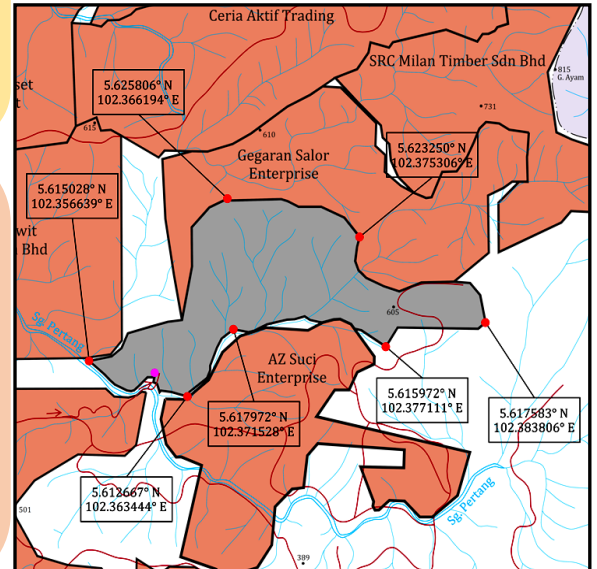 Ceria Aktif Trading
SRC Milan Timber Sdn Bhd
815
G. Ayam
set
t
5.625806° N
102.366194° E
731
615
610
5.623250° N
102.375306° E
Gegaran Salor
Enterprise
5.615028° N
102.356639° E
wit
Bhd
Sg. Pertang
605
AZ Suci
Enterprise
5.615972° N
102.377111° E
5.617972° N
102.371528° E
5.617583° N
102.383806° E
5.612667° N
102.363444° E
Sg. Pertang
501
389